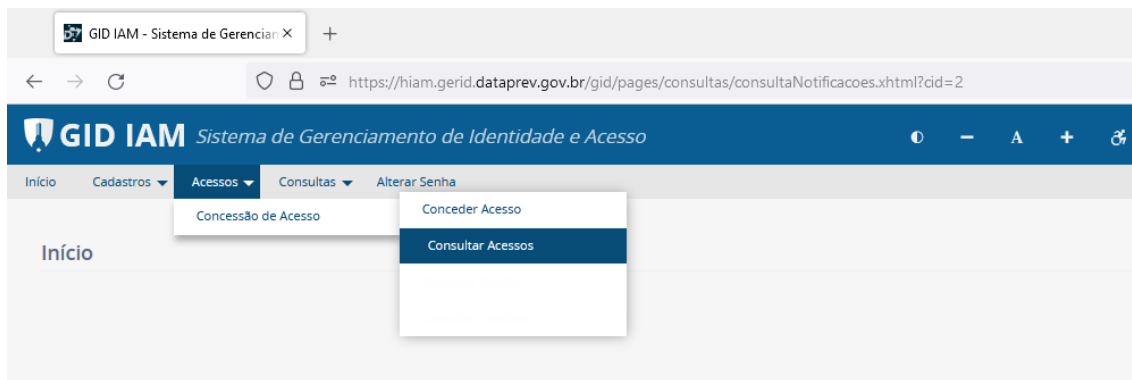 GID IAM - Sistema de Gerencian
https://hiam.gerid.dataprev.gov.br/gid/pages/consultas/consultaNotificacoes.xhtml?cid=2
GID IAM Sistema de Gerenciamento de Identidade e Acesso
A
Início Cadastros Acessos Consultas Alterar Senha
Concessão de Acesso
Conceder Acesso
Consultar Acessos
Início